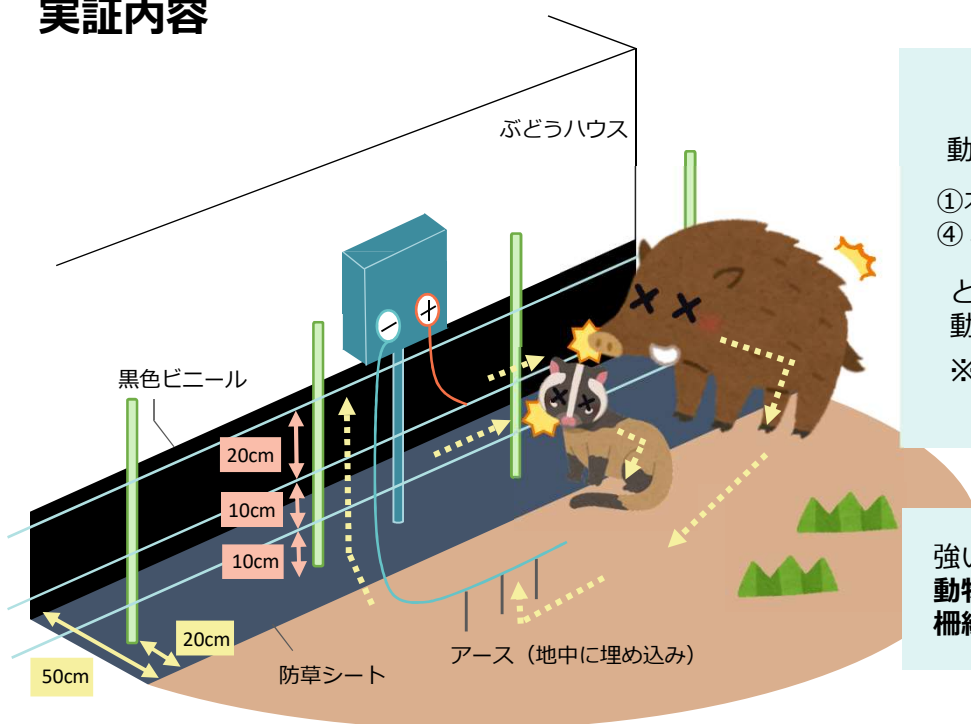 実証内容
ぶどうハウス
黒色ビニール
－
＋
20cm
10cm
10cm
20cm
50cm
防草シート
アース（地中に埋め込み）
動
①
④
と
動
※
強い
動物
柵